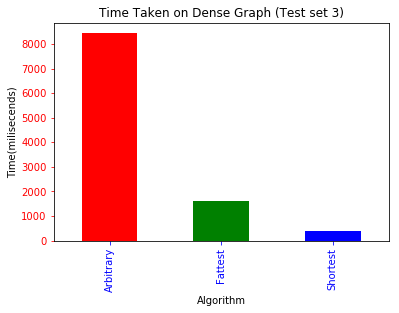 Time Taken on Dense Graph (Test set 3)
Time(milisecends)
8000
7000
6000
5000
4000
3000
2000
1000
0
Arbitrary
Fattest
Shortest
Algorithm